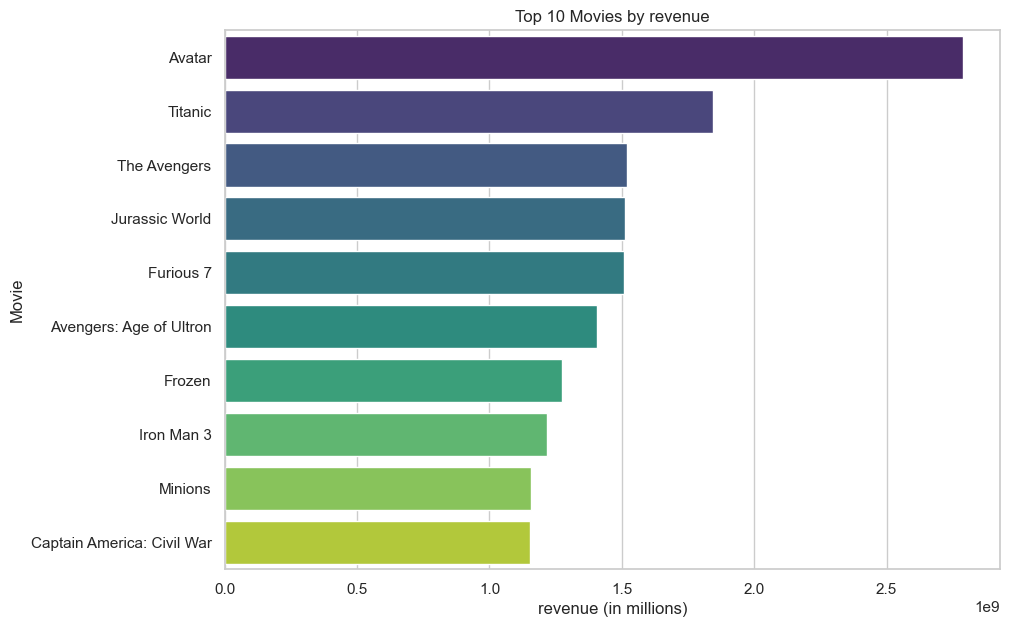 Top 10 Movies by revenue
Movie
Avatar
Titanic
The Avengers
Jurassic World
Furious 7
Avengers: Age of Ultron
Frozen
Iron Man 3
Minions
Captain America: Civil War
0.0 0.5 1.0 1.5 2.0 2.5
1e9
revenue (in millions)